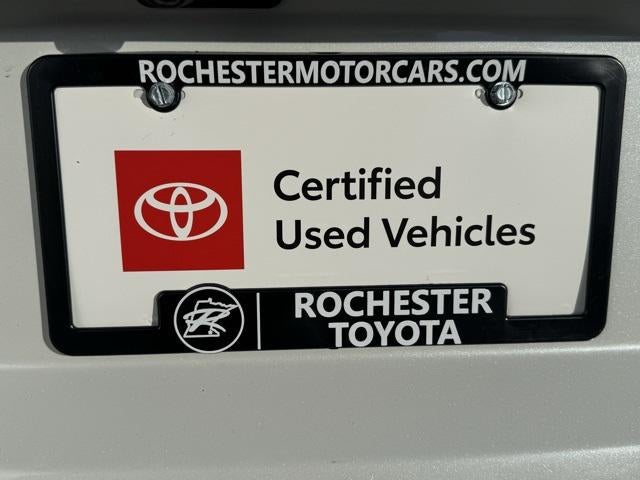 ROCHESTERMOTORCARS.COM
Certified
Used Vehicles
ROCHESTER
TOYOTA